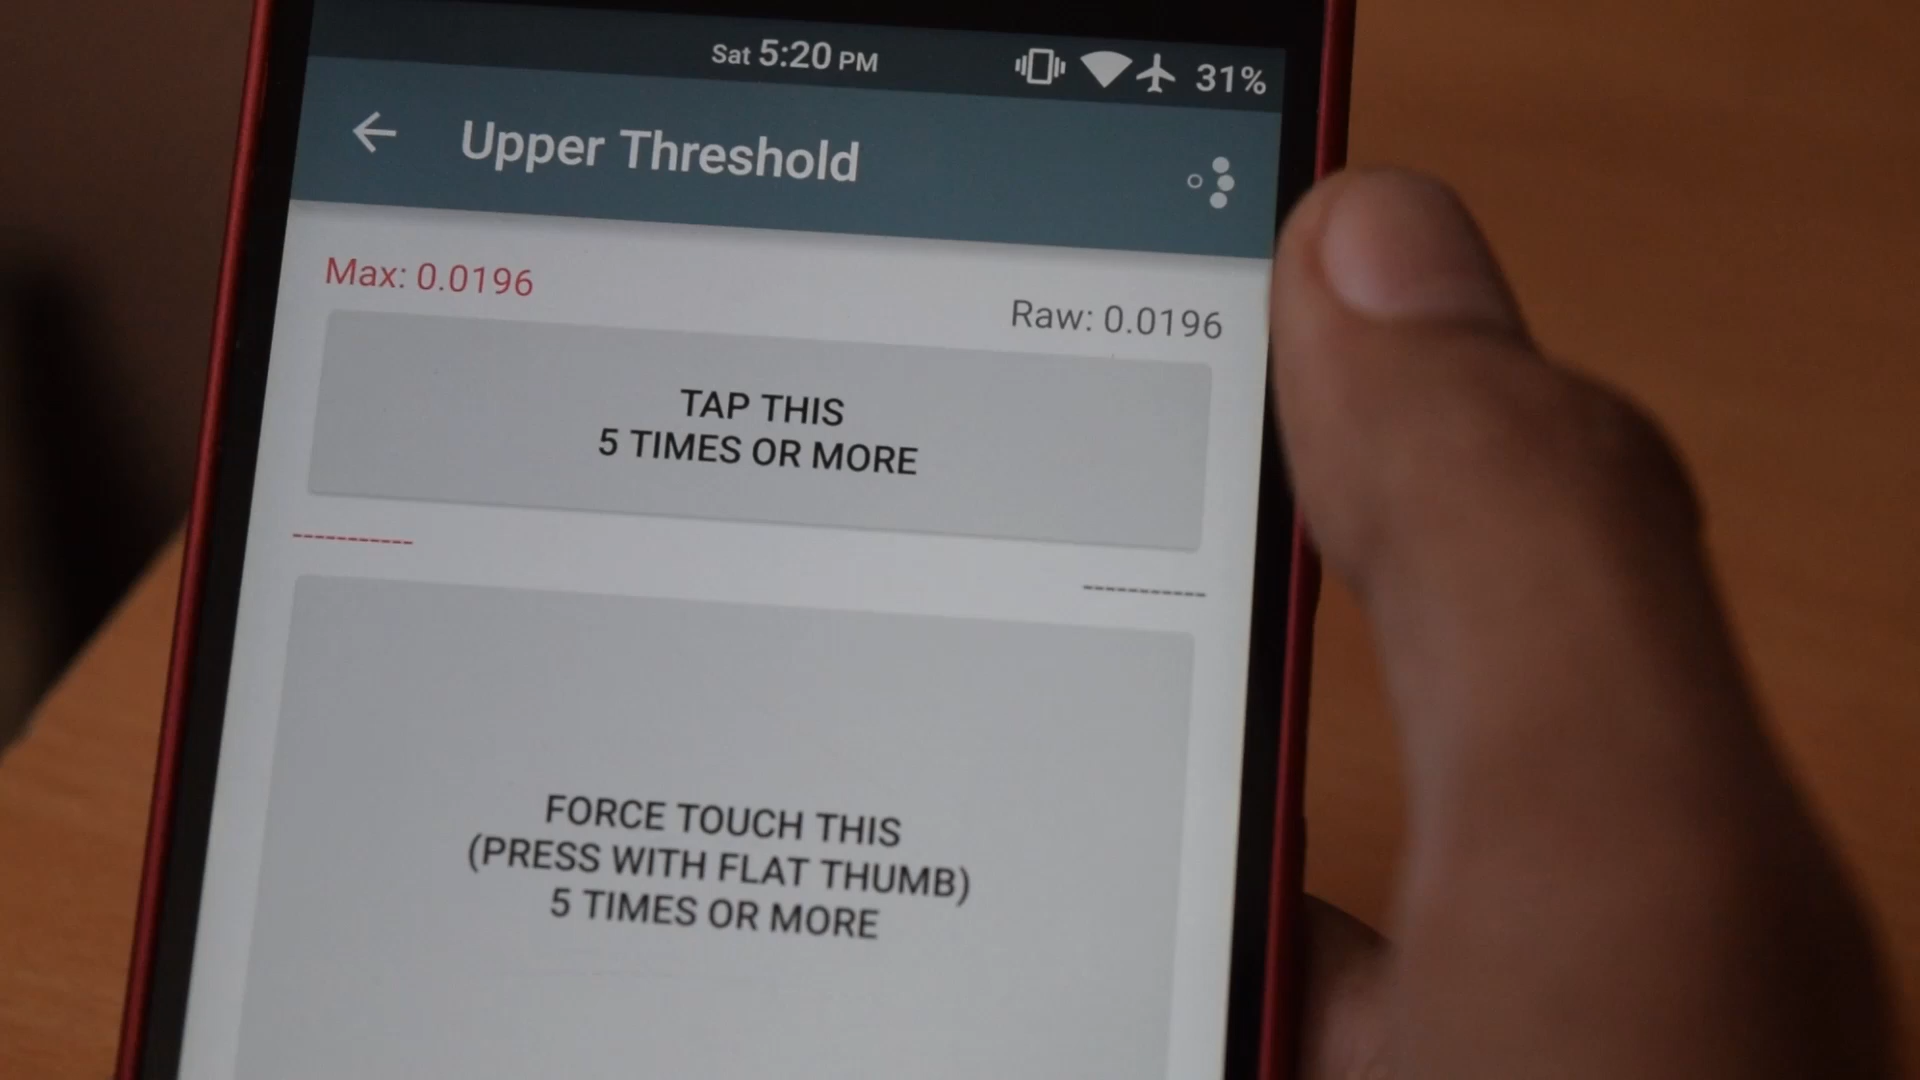 Sat 5:20 PM
31%
Upper Threshold
Max: 0.0196
Raw: 0.0196
TAP THIS
5 TIMES OR MORE
-----------
-----------
FORCE TOUCH THIS
(PRESS WITH FLAT THUMB)
5 TIMES OR MORE